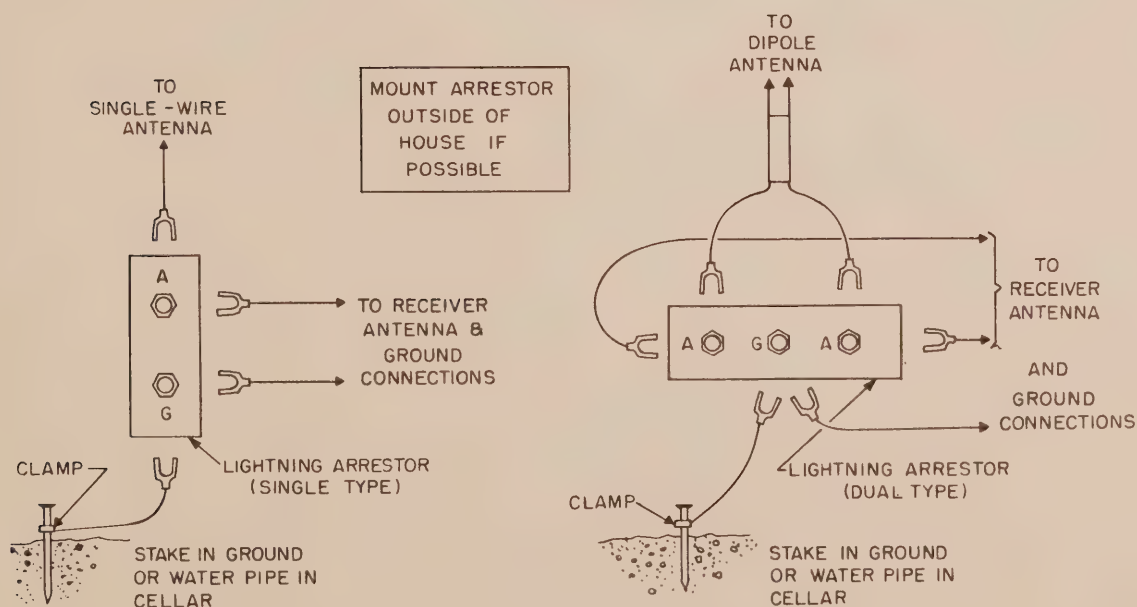 TO
SINGLE-WIRE
ANTENNA
A
G
TO RECEIVER
ANTENNA &
GROUND
CONNECTIONS
CLAMP
LIGHTNING ARRESTOR
(SINGLE TYPE)
STAKE IN GROUND
OR WATER PIPE IN
CELLAR
MOUNT ARRESTOR
OUTSIDE OF
HOUSE IF
POSSIBLE
TO
DIPOLE
ANTENNA
A G A
TO
RECEIVER
ANTENNA
AND
GROUND
CONNECTIONS
LIGHTNING ARRESTOR
(DUAL TYPE)
CLAMP
STAKE IN GROUND
OR WATER PIPE IN
CELLAR